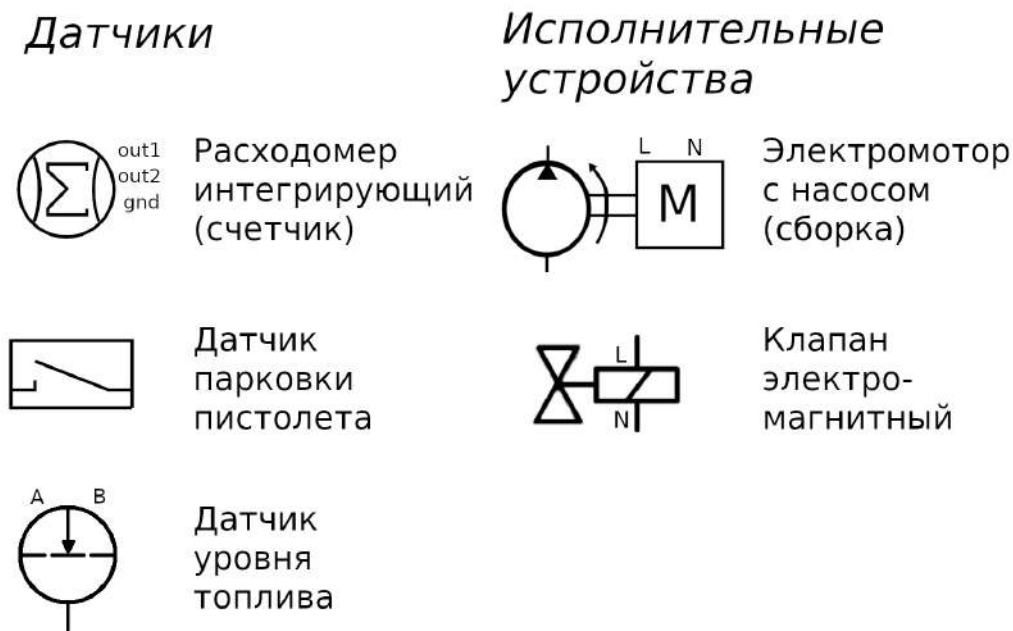 Датчики
out1
out2
gnd
Расходомер
интегрирующий
(счетчик)
Датчик
парковки
пистолета
A B
Датчик
уровня
топлива
Исполнительные
устройства
L N
M
Электромотор
с насосом
(сборка)
L
N
Клапан
электро-
магнитный